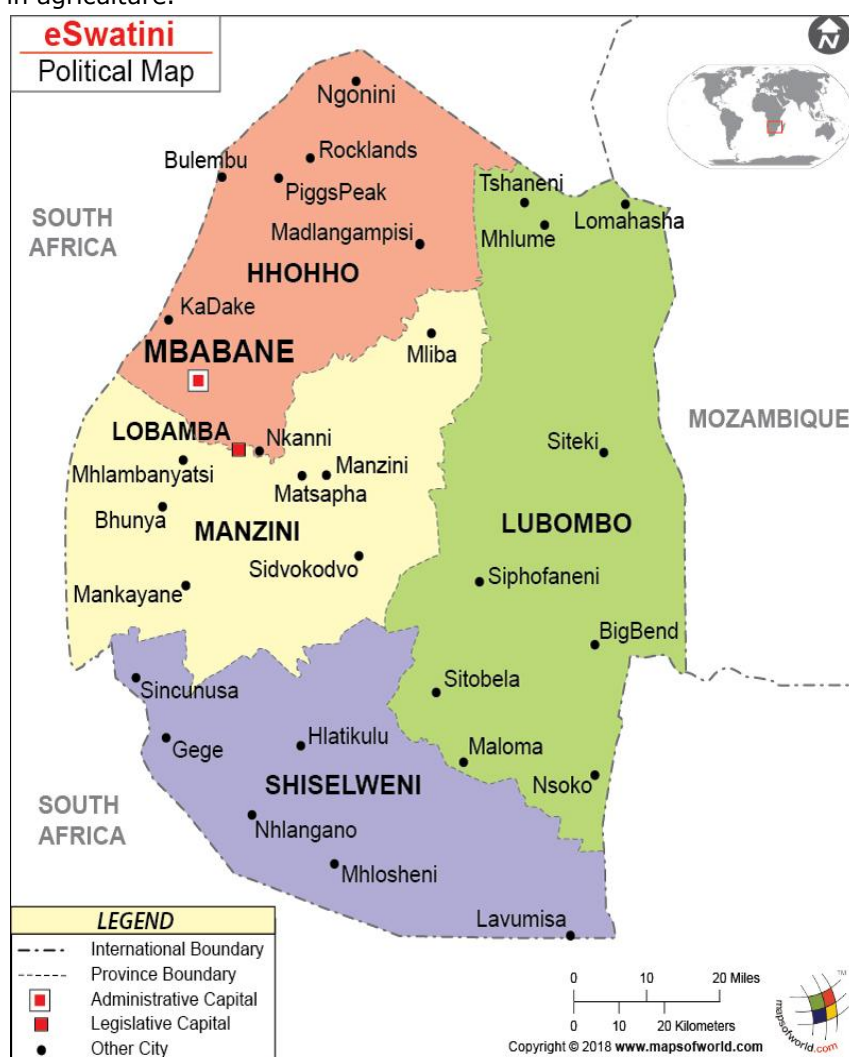 in agriculture.
eSwatini
Political Map
N
Ngonini
Rocklands
Bulembu
PiggsPeak
Tshaneni
Lomahasha
SOUTH
AFRICA
Madlangampisi
Mhlume
HHOHHO
KaDake
MBABANE
Mliba
MOZAMBIQUE
LOBAMBA
Nkanni
Siteki
Mhlambanyatsi
Manzini
Matsapha
Bhunya
MANZINI
LUBOMBO
Sidvokodvo
Siphofaneni
Mankayane
BigBend
Sincunusa
Sitobela
Gege
Hlatikulu
Maloma
SHISELWENI
Nsoko
SOUTH
AFRICA
Nhlangano
Mhlosheni
Lavumisa
LEGEND
International Boundary
Province Boundary
Administrative Capital
Legislative Capital
Other City
0 10 20 Miles
0 10 20 Kilometers
Copyright © 2018 www.mapsofworld.com
mapsofworld.com
TM